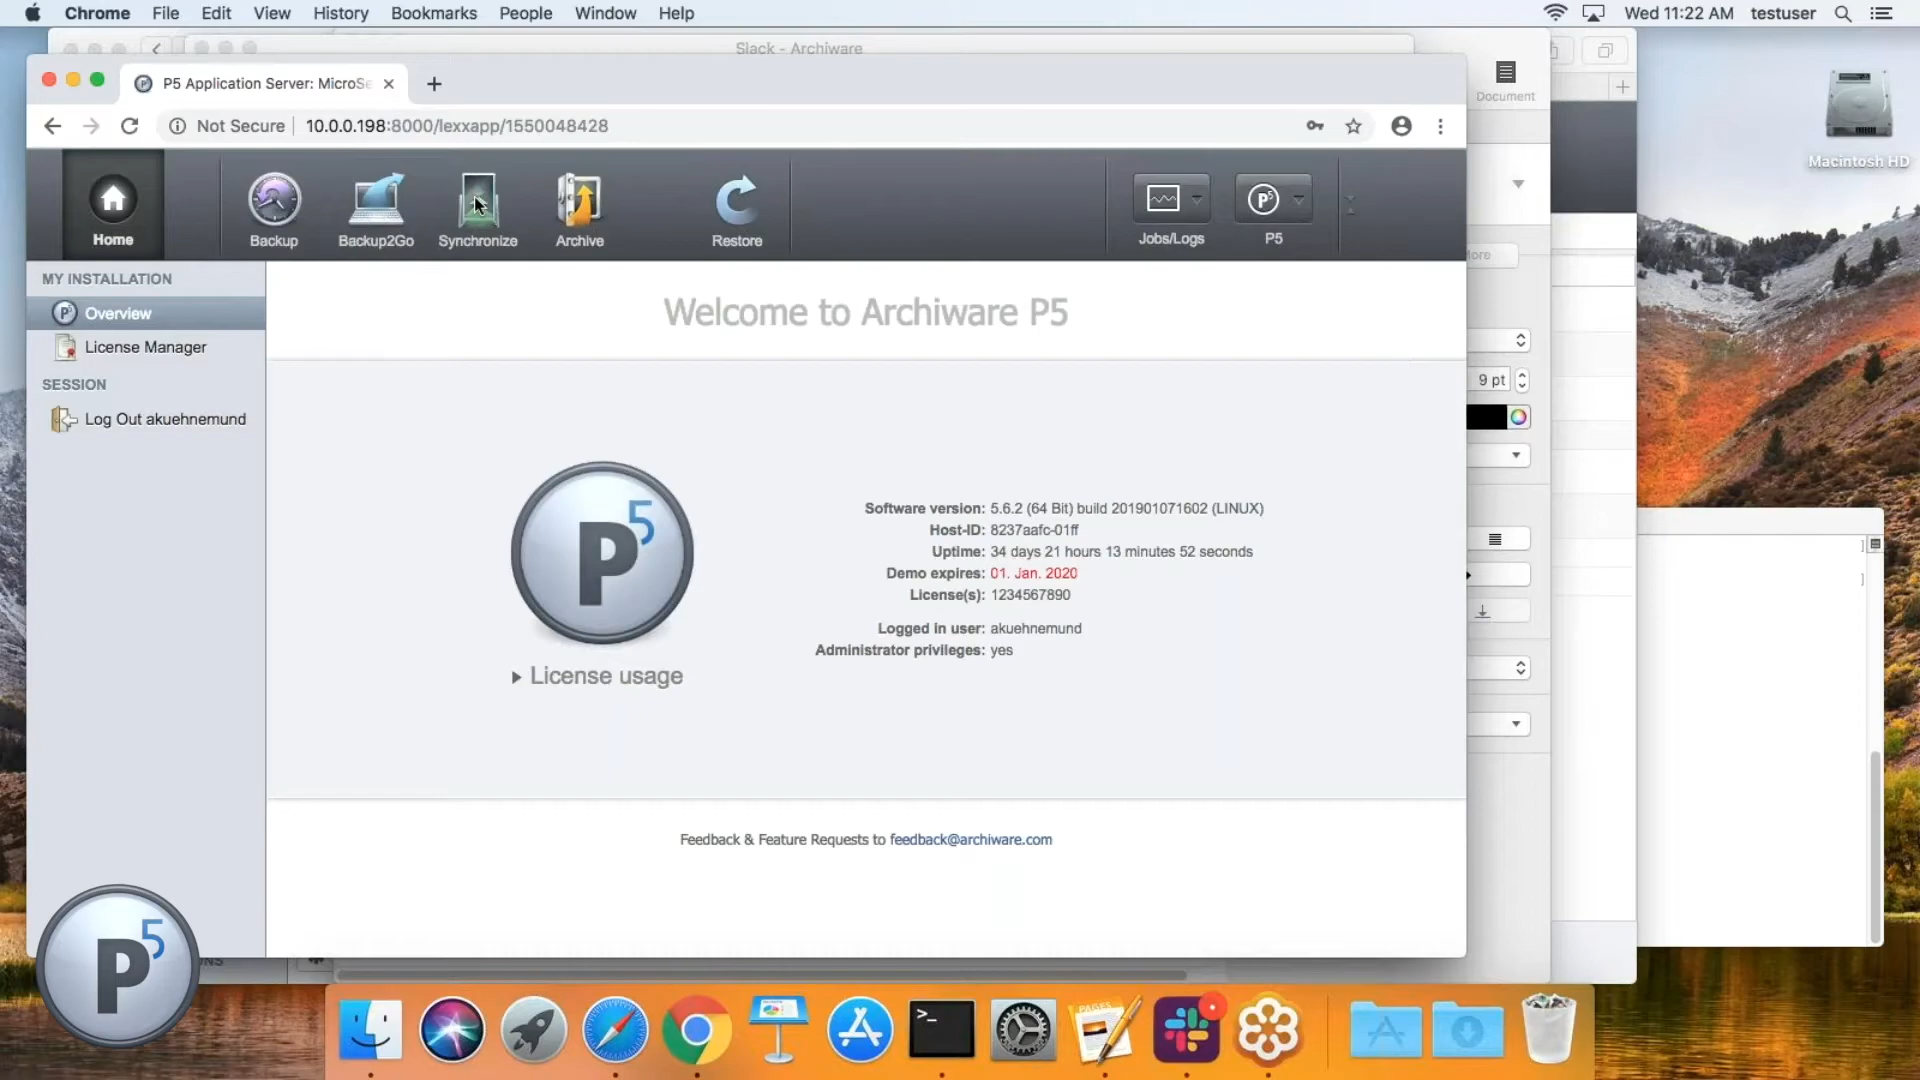 Chrome File Edit View History Bookmarks People Window Help
Wed 11:22 AM testuser
Slack - Archiware
P5 Application Server: MicroSe
Document
Not Secure 10.0.0.198:8000/lexxapp/1550048428
Macintosh HD
Home Backup Backup2Go Synchronize Archive Restore Jobs/Logs P5
MY INSTALLATION
Overview
License Manager
SESSION
Log Out akuehnemund
Welcome to Archiware P5
9 pt
P5
License usage
Software version: 5.6.2 (64 Bit) build 201901071602 (LINUX)
Host-ID: 8237aafc-01ff
Uptime: 34 days 21 hours 13 minutes 52 seconds
Demo expires: 01. Jan. 2020
License(s): 1234567890
Logged in user: akuehnemund
Administrator privileges: yes
Feedback & Feature Requests to feedback@archiware.com
P5
PAGES